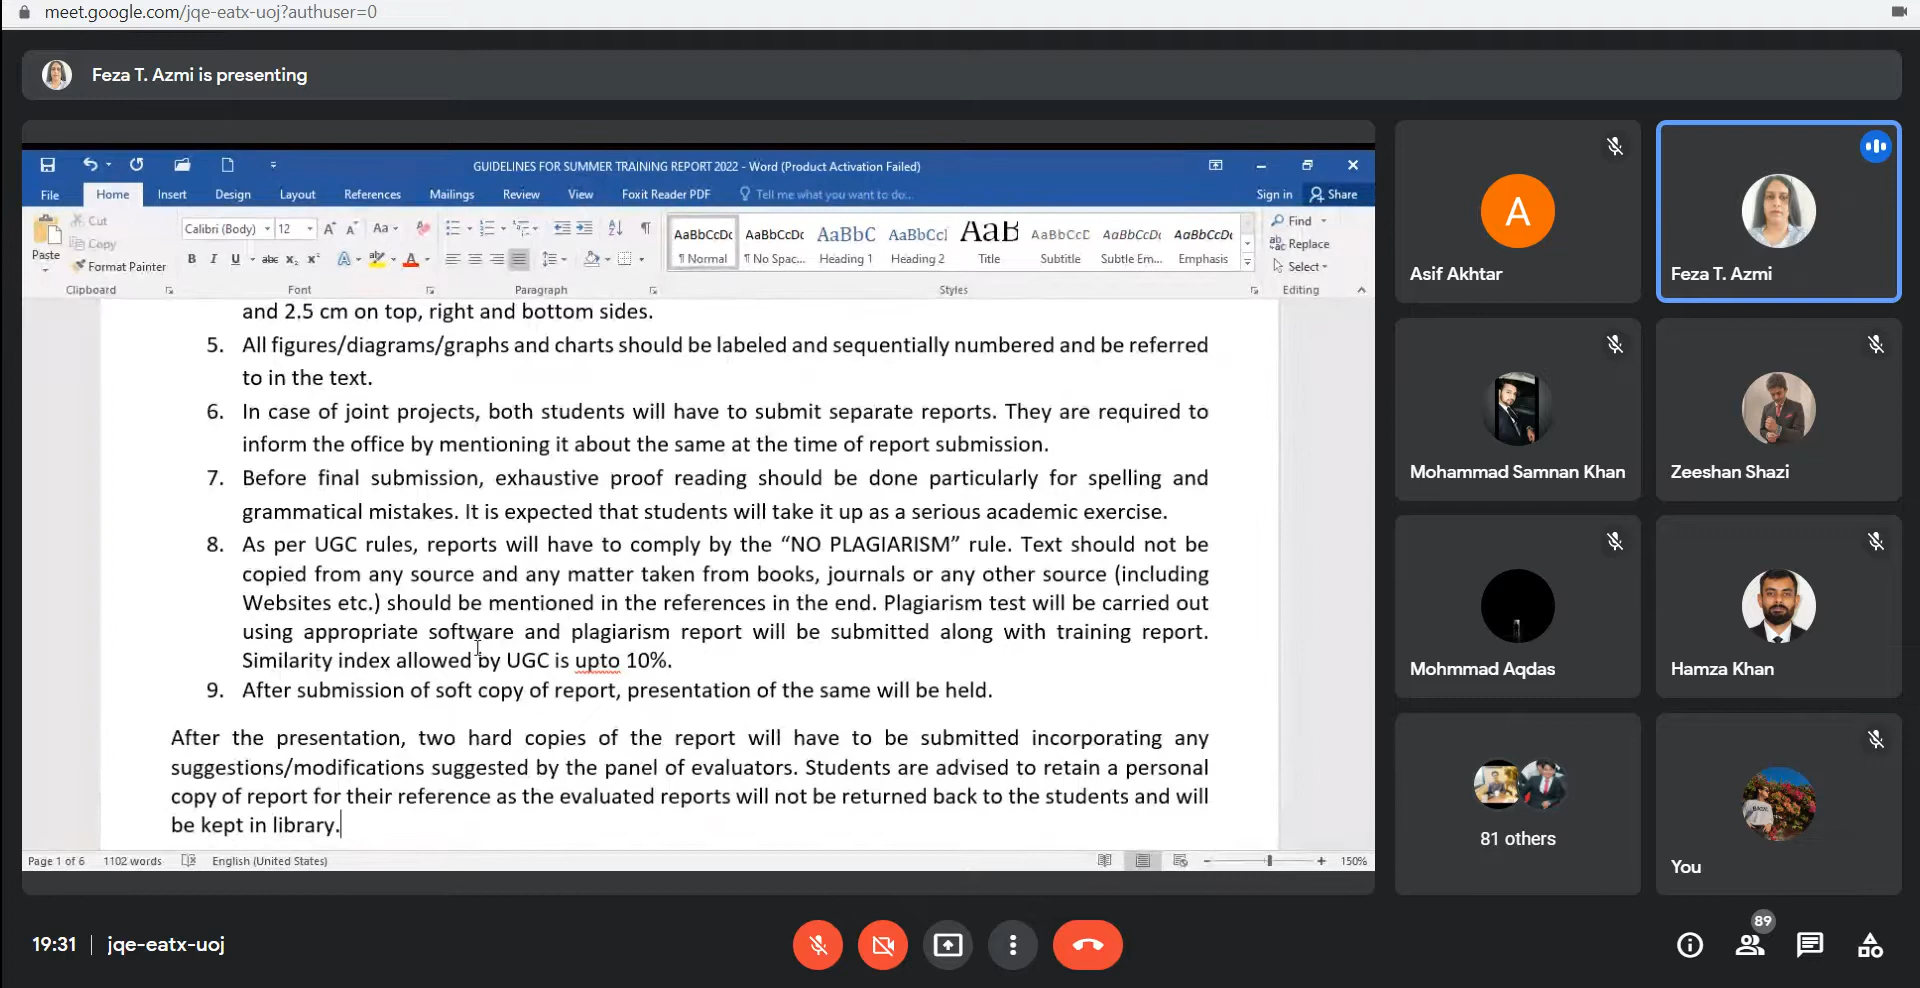 meet.google.com/jqe-eatx-uoj?authuser=0
Feza T. Azmi is presenting
GUIDELINES FOR SUMMER TRAINING REPORT 2022 - Word (Product Activation Failed)
File Home Insert Design Layout References Mailings Review View Foxit Reader PDF Tell me what you want to do... Sign in Share
Paste
Cut
Copy
Format Painter
Clipboard
Calibri (Body) 12 A A Aa
B I U abc x₂ x² A aby A
Font
Paragraph
AaBbCcDc AaBbCcDc AaBbC AaBbCcl AaB AaBbCcD AaBbCcDc AaBbCcDc
¶ Normal ¶ No Spac... Heading 1 Heading 2 Title Subtitle Subtle Em... Emphasis
Styles
Find
Replace
Select
Editing
and 2.5 cm on top, right and bottom sides.
5. All figures/diagrams/graphs and charts should be labeled and sequentially numbered and be referred
to in the text.
6. In case of joint projects, both students will have to submit separate reports. They are required to
inform the office by mentioning it about the same at the time of report submission.
7. Before final submission, exhaustive proof reading should be done particularly for spelling and
grammatical mistakes. It is expected that students will take it up as a serious academic exercise.
8. As per UGC rules, reports will have to comply by the “NO PLAGIARISM” rule. Text should not be
copied from any source and any matter taken from books, journals or any other source (including
Websites etc.) should be mentioned in the references in the end. Plagiarism test will be carried out
using appropriate software and plagiarism report will be submitted along with training report.
Similarity index allowed by UGC is upto 10%.
9. After submission of soft copy of report, presentation of the same will be held.
After the presentation, two hard copies of the report will have to be submitted incorporating any
suggestions/modifications suggested by the panel of evaluators. Students are advised to retain a personal
copy of report for their reference as the evaluated reports will not be returned back to the students and will
be kept in library.
Page 1 of 6 1102 words English (United States) 150%
A
Asif Akhtar
Feza T. Azmi
Mohammad Samnan Khan
Zeeshan Shazi
Mohmmad Aqdas
Hamza Khan
81 others
You
19:31 jqe-eatx-uoj
89